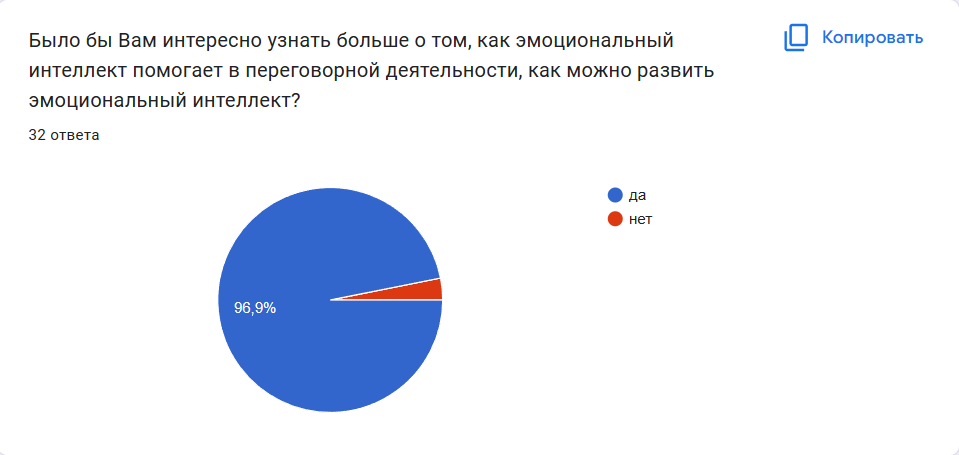 Было бы Вам интересно узнать больше о том, как эмоциональный
интеллект помогает в переговорной деятельности, как можно развить
эмоциональный интеллект?
Копировать
32 ответа
да
нет
96,9%